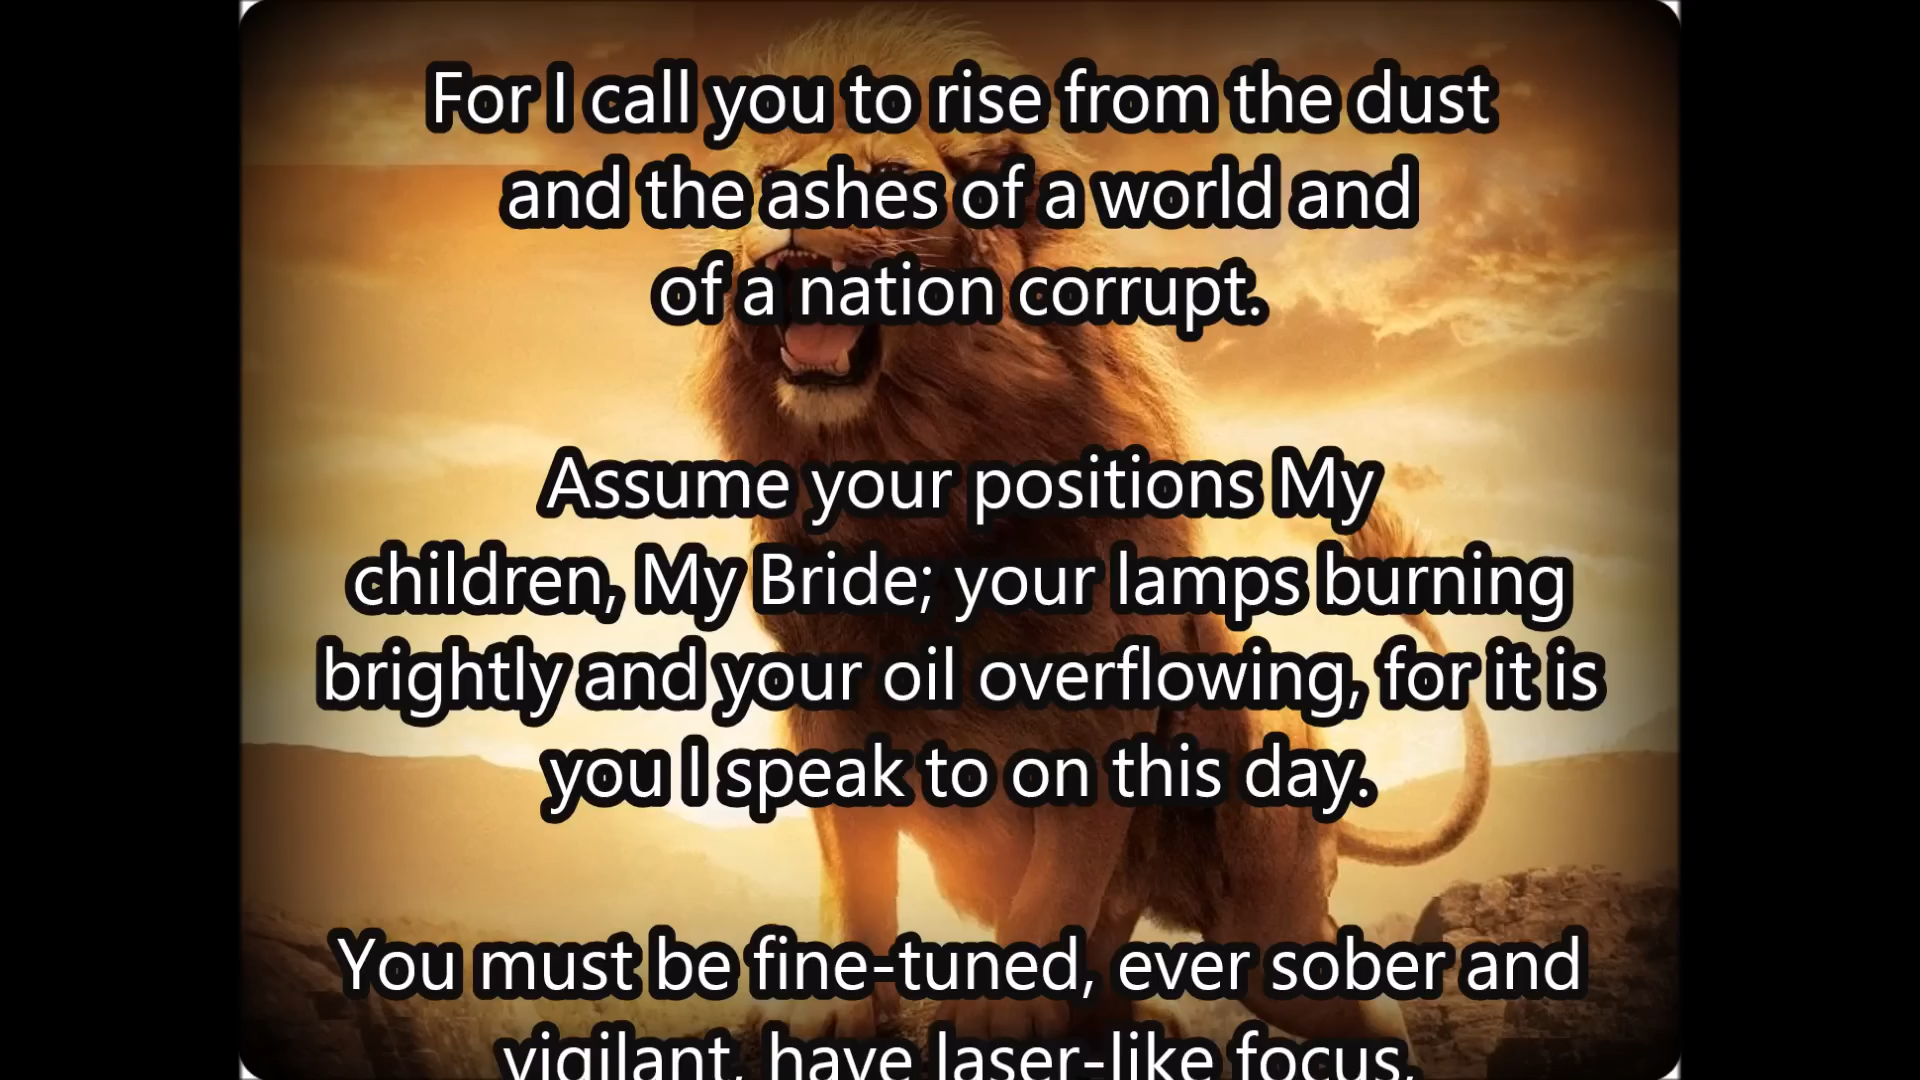 For I call you to rise from the dust
and the ashes of a world and
of a nation corrupt.
Assume your positions My
children, My Bride; your lamps burning
brightly and your oil overflowing, for it is
you I speak to on this day.
You must be fine-tuned, ever sober and
vigilant, have laser-like focus,